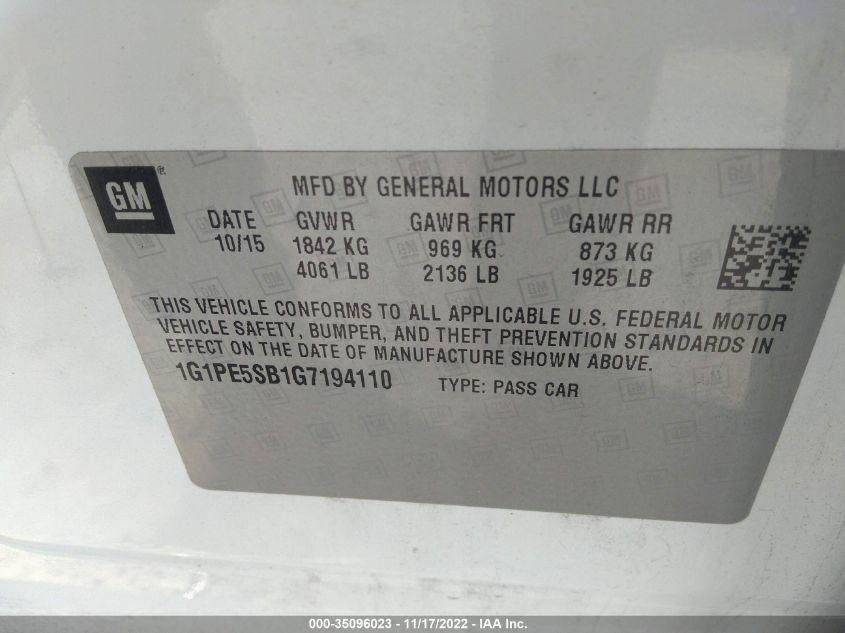 GM®
MFD BY GENERAL MOTORS LLC
DATE GVWR GAWR FRT GAWR RR
10/15 1842 KG 969 KG 873 KG
4061 LB 2136 LB 1925 LB
THIS VEHICLE CONFORMS TO ALL APPLICABLE U.S. FEDERAL MOTOR
VEHICLE SAFETY, BUMPER, AND THEFT PREVENTION STANDARDS IN
EFFECT ON THE DATE OF MANUFACTURE SHOWN ABOVE.
1G1PE5SB1G7194110 TYPE: PASS CAR
000-35096023 - 11/17/2022 - IAA Inc.